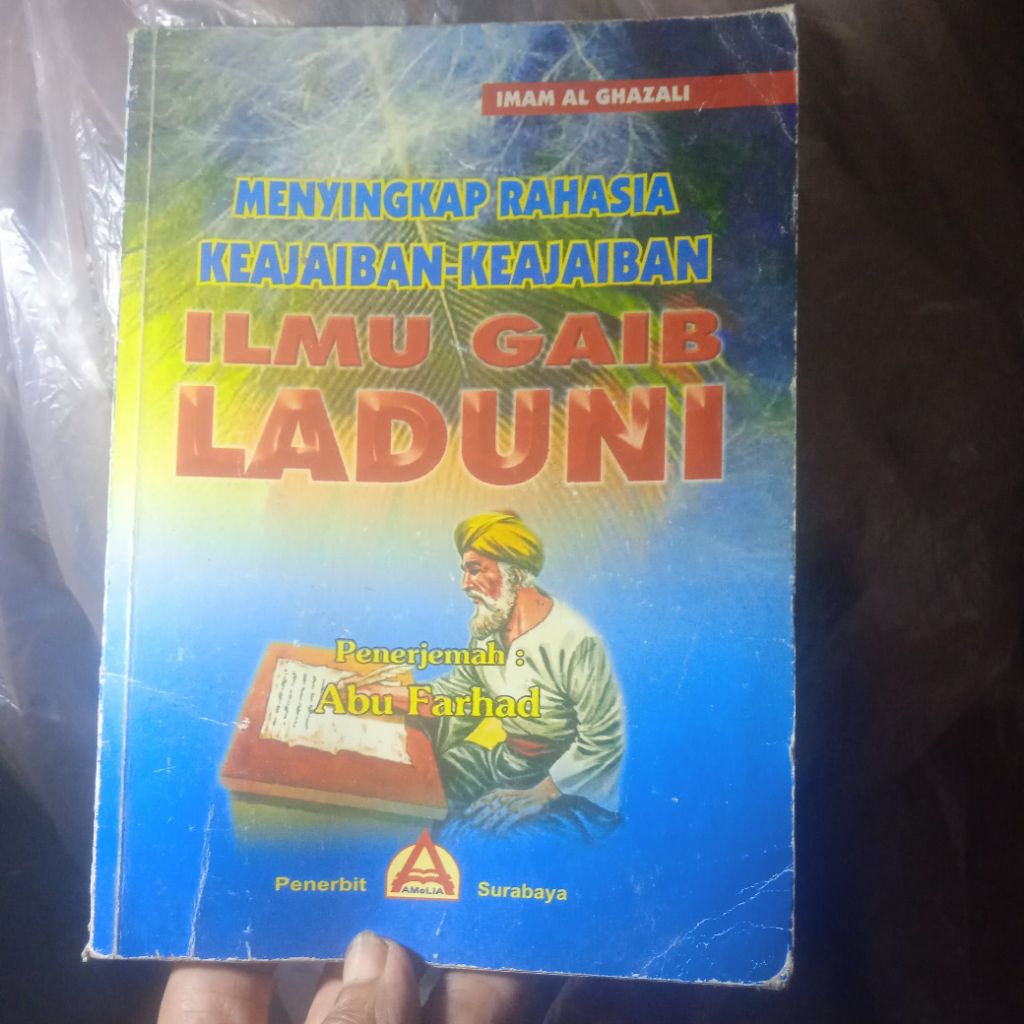 IMAM AL GHAZALI
MENYINGKAP RAHASIA
KEAJAIBAN-KEAJAIBAN
ILMU GAIB
LADUNI
Penerjemah :
Abu Farhad
Penerbit AMeLIA Surabaya